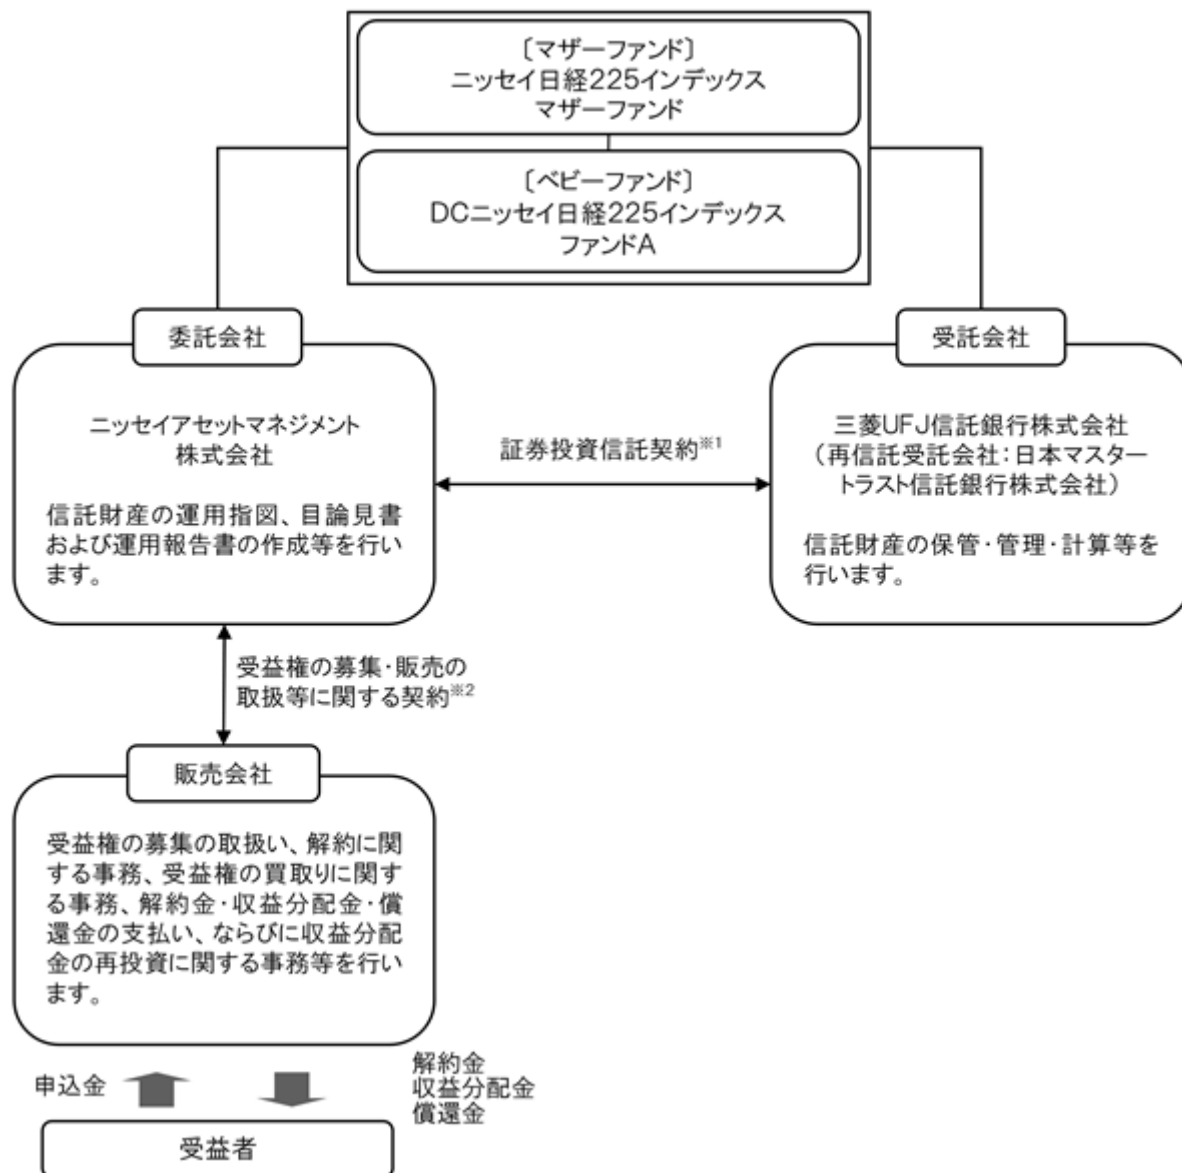 〔マザーファンド〕
ニッセイ日経225インデックス
マザーファンド
〔ベビーファンド〕
DCニッセイ日経225インデックス
ファンドA
委託会社
ニッセイアセットマネジメント
株式会社
信託財産の運用指図、目論見書
および運用報告書の作成等を行い
ます。
証券投資信託契約※1
受託会社
三菱UFJ信託銀行株式会社
（再信託受託会社：日本マスター
トラスト信託銀行株式会社）
信託財産の保管・管理・計算等を
行います。
受益権の募集・販売の
取扱等に関する契約※2
販売会社
受益権の募集の取扱い、解約に関
する事務、受益権の買取りに関す
る事務、解約金・収益分配金・償
還金の支払い、ならびに収益分配
金の再投資に関する事務等を行い
ます。
申込金
解約金
収益分配金
償還金
受益者